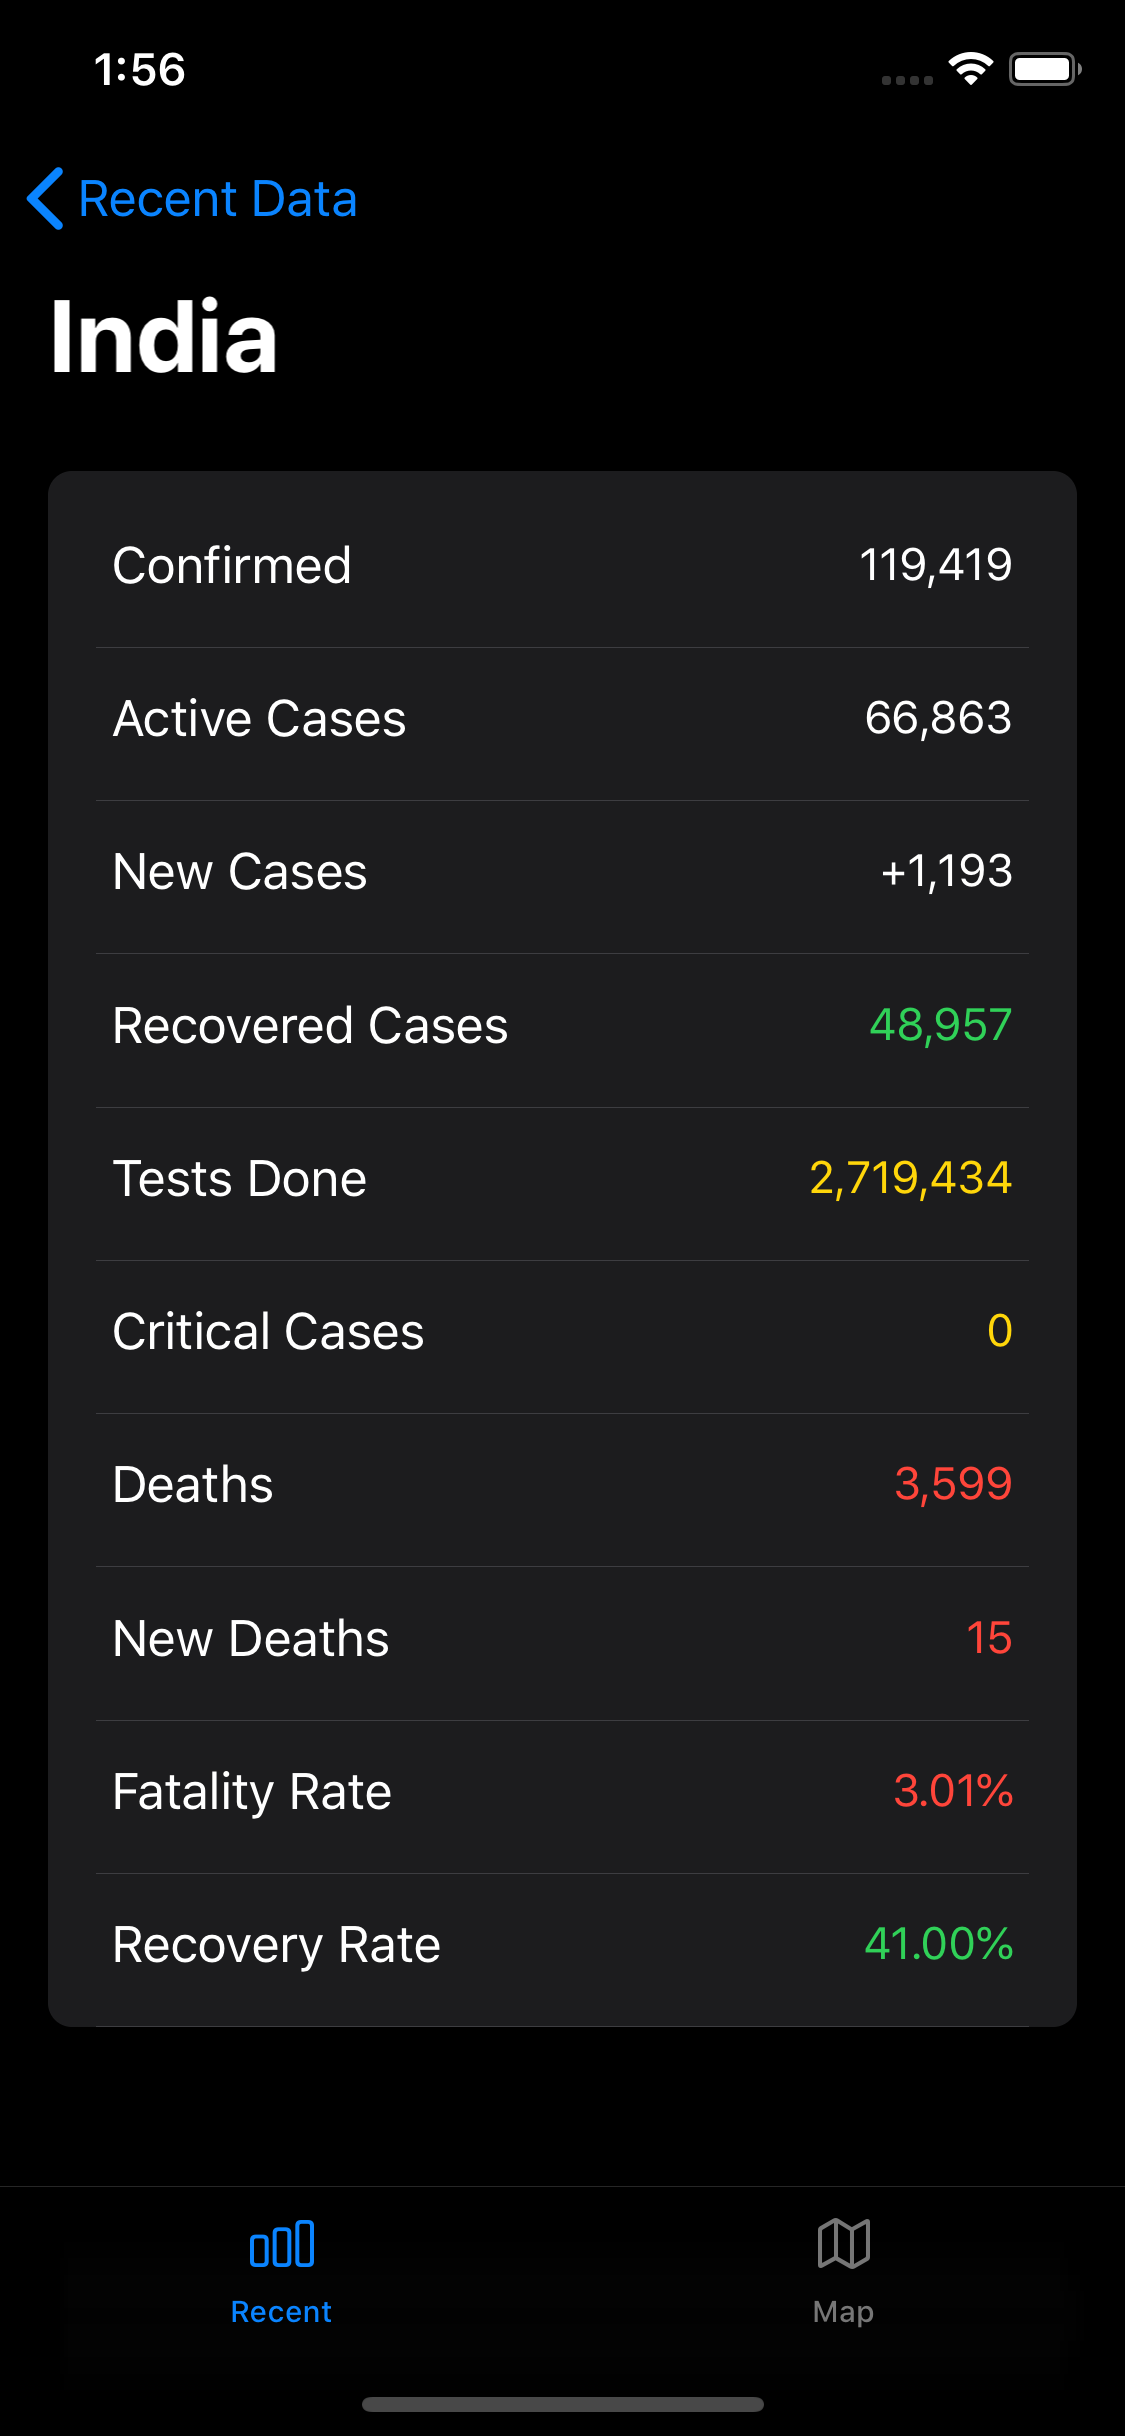 1:56
Recent Data
India
Confirmed 119,419
Active Cases 66,863
New Cases +1,193
Recovered Cases 48,957
Tests Done 2,719,434
Critical Cases 0
Deaths 3,599
New Deaths 15
Fatality Rate 3.01%
Recovery Rate 41.00%
Recent Map